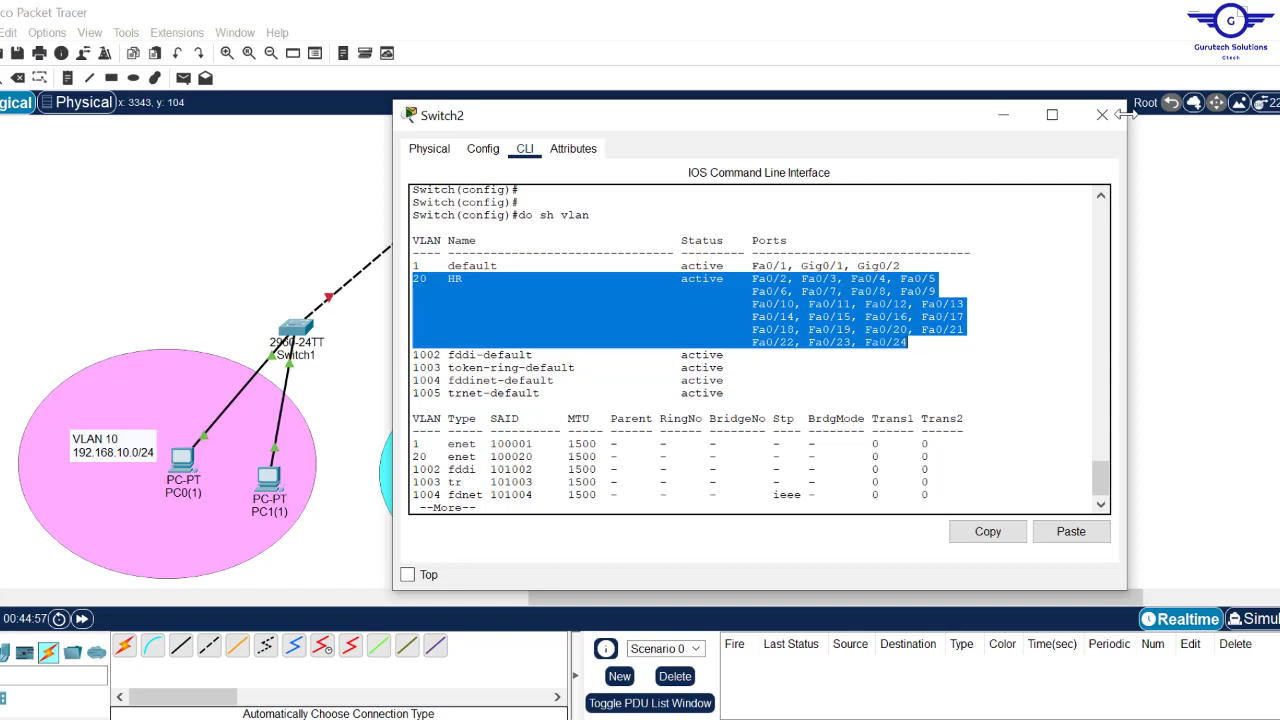 co Packet Tracer
Edit Options View Tools Extensions Window Help
G
Gurutech Solutions
Gtech
gical Physical x: 3343, y: 104
Root
22
Switch2
Physical Config CLI Attributes
IOS Command Line Interface
Switch(config)#
Switch(config)#
Switch(config)#do sh vlan
VLAN Name Status Ports
---- -------------------------------- --------- -------------------------------
1 default active Fa0/1, Gig0/1, Gig0/2
20 HR active Fa0/2, Fa0/3, Fa0/4, Fa0/5
Fa0/6, Fa0/7, Fa0/8, Fa0/9
Fa0/10, Fa0/11, Fa0/12, Fa0/13
Fa0/14, Fa0/15, Fa0/16, Fa0/17
Fa0/18, Fa0/19, Fa0/20, Fa0/21
Fa0/22, Fa0/23, Fa0/24
1002 fddi-default active
1003 token-ring-default active
1004 fddinet-default active
1005 trnet-default active
VLAN Type SAID MTU Parent RingNo BridgeNo Stp BrdgMode Trans1 Trans2
---- ----- ---------- ----- ------ ------ -------- ---- -------- ------ ------
1 enet 100001 1500 - - - - - 0 0
20 enet 100020 1500 - - - - - 0 0
1002 fddi 101002 1500 - - - - - 0 0
1003 tr 101003 1500 - - - - - 0 0
1004 fdnet 101004 1500 - - - ieee - 0 0
--More--
Copy Paste
Top
2960-24TT
Switch1
VLAN 10
192.168.10.0/24
PC-PT
PC0(1)
PC-PT
PC1(1)
00:44:57
Realtime Simul
Scenario 0
New Delete
Toggle PDU List Window
Fire Last Status Source Destination Type Color Time(sec) Periodic Num Edit Delete
Automatically Choose Connection Type